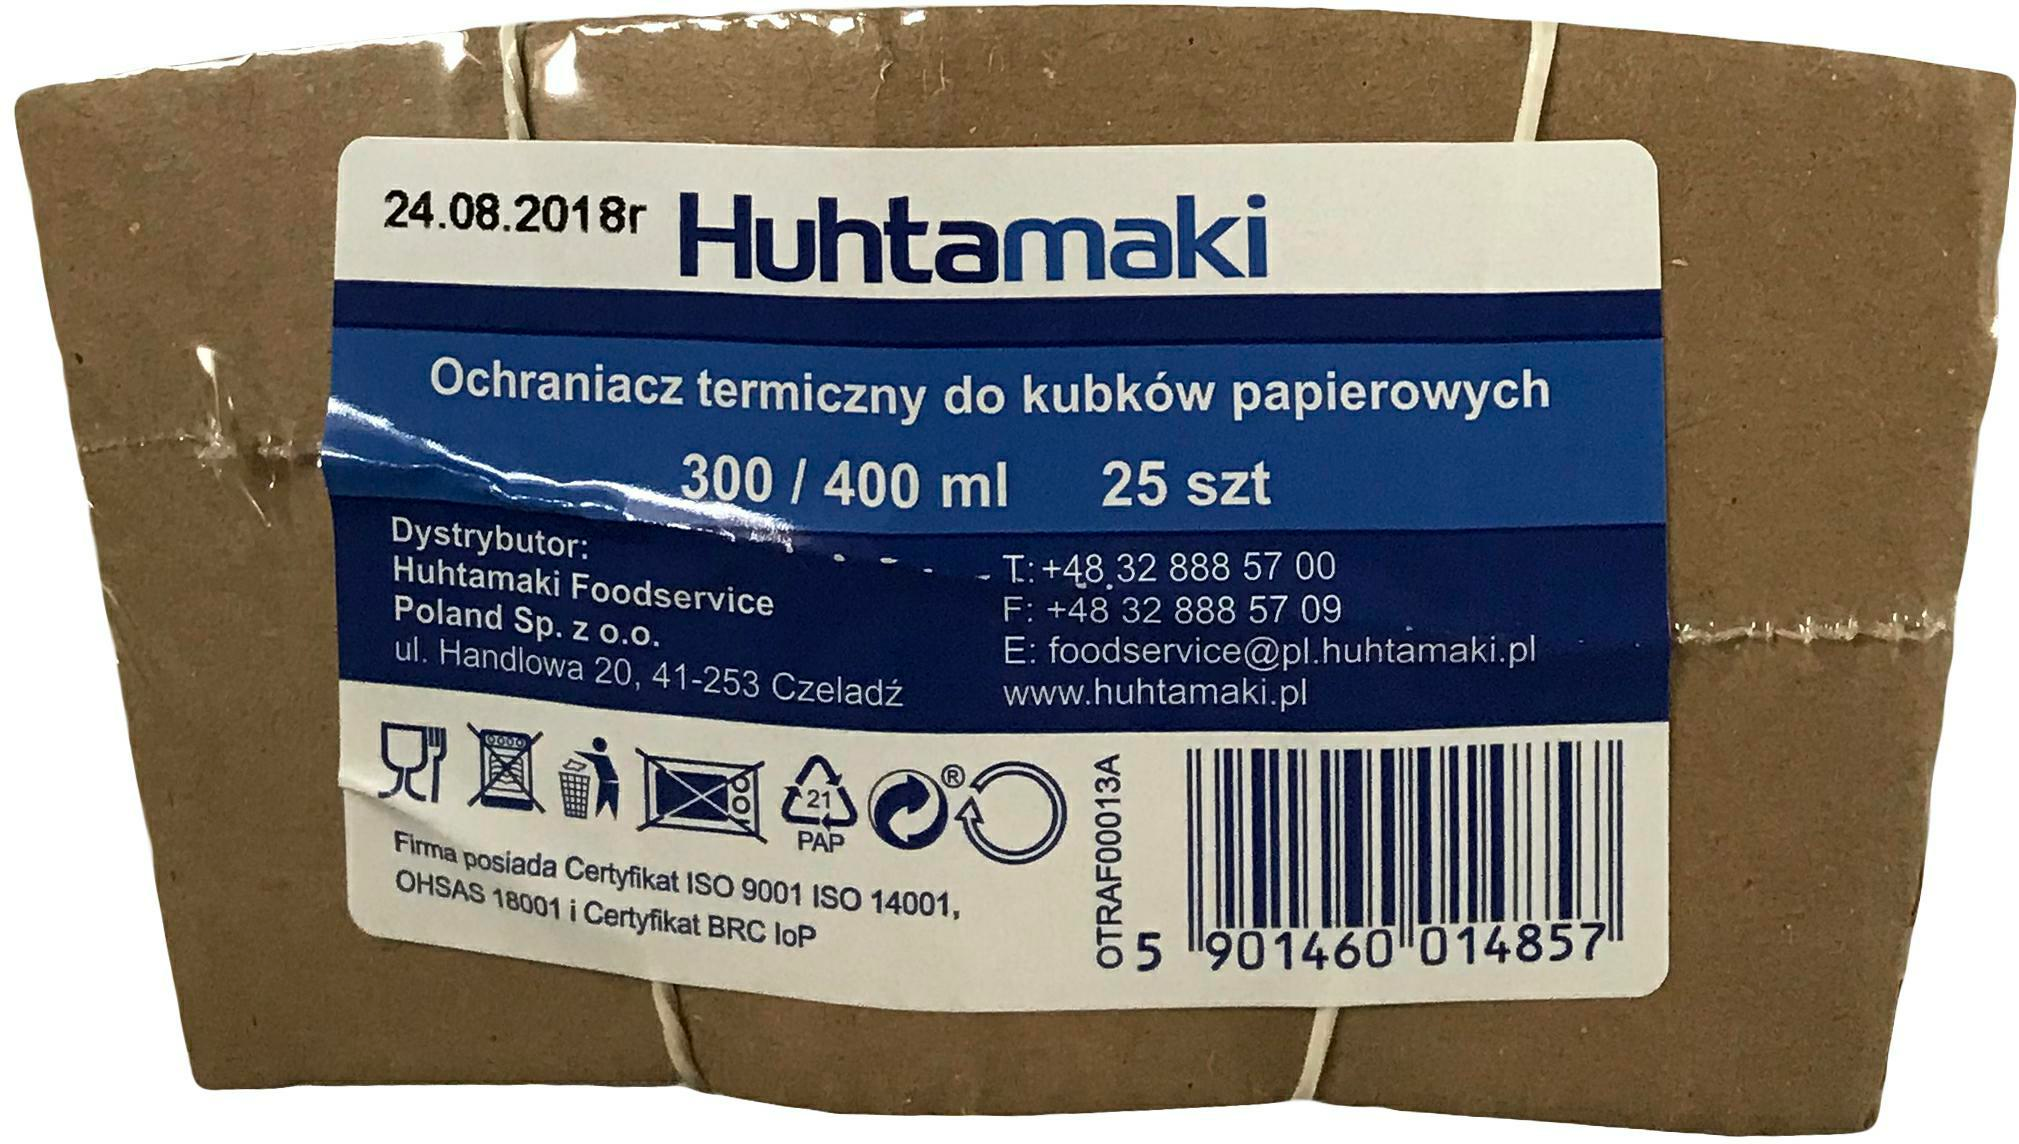 24.08.2018r Huhtamaki
Ochraniacz termiczny do kubków papierowych
300 / 400 ml 25 szt
Dystrybutor:
Huhtamaki Foodservice
Poland Sp. z o.o.
ul. Handlowa 20, 41-253 Czeladź
T: +48 32 888 57 00
F: +48 32 888 57 09
E: foodservice@pl.huhtamaki.pl
www.huhtamaki.pl
21
PAP
®
Firma posiada Certyfikat ISO 9001 ISO 14001,
OHSAS 18001 i Certyfikat BRC IoP
OTRAF00013A
5 901460 014857